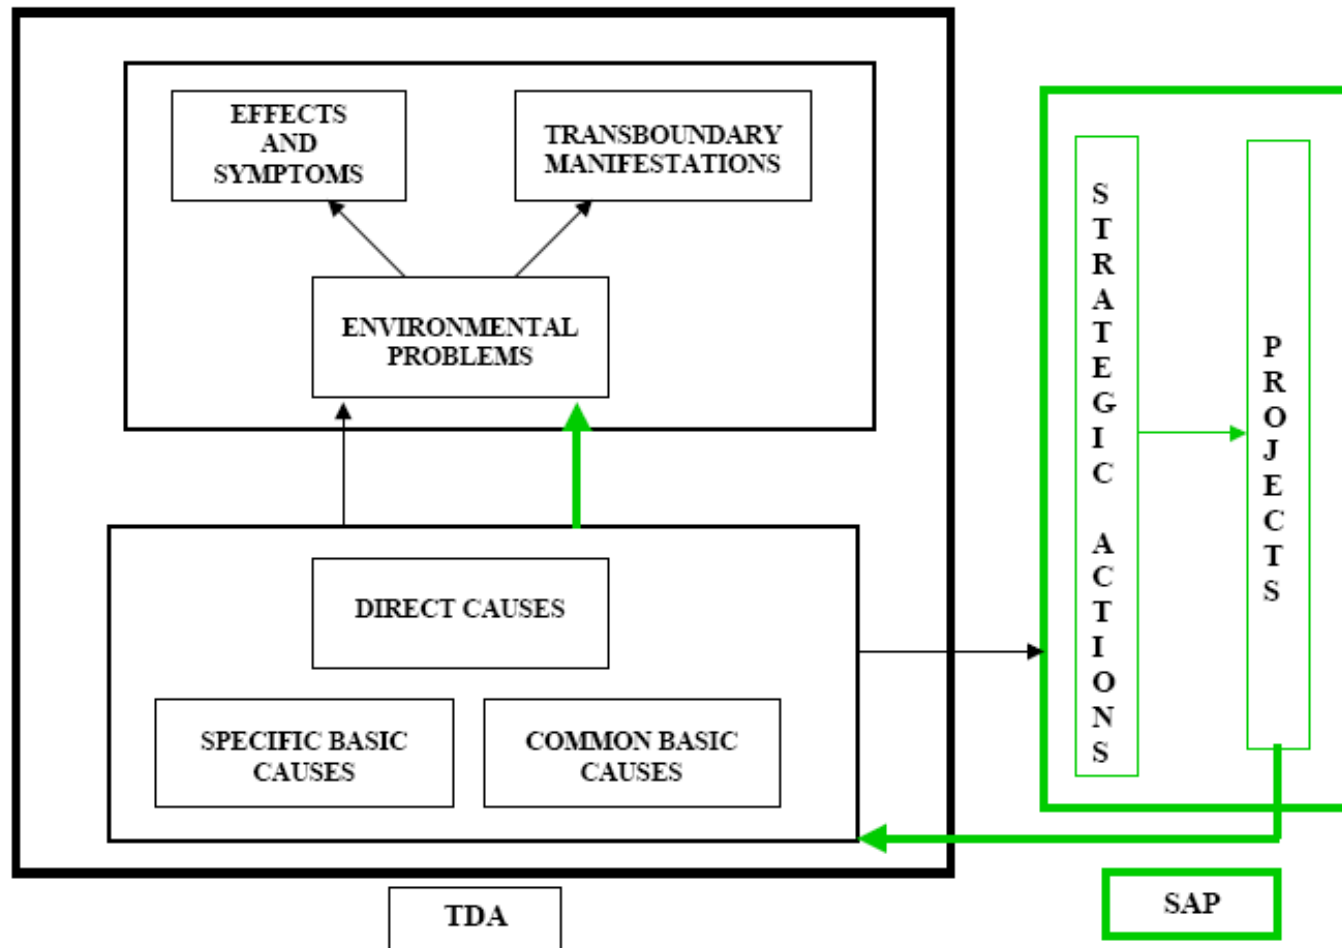 EFFECTS
AND
SYMPTOMS
TRANSBOUNDARY
MANIFESTATIONS
ENVIRONMENTAL
PROBLEMS
DIRECT CAUSES
SPECIFIC BASIC
CAUSES
COMMON BASIC
CAUSES
TDA
STRATEGIC ACTIONS
PROJECTS
SAP